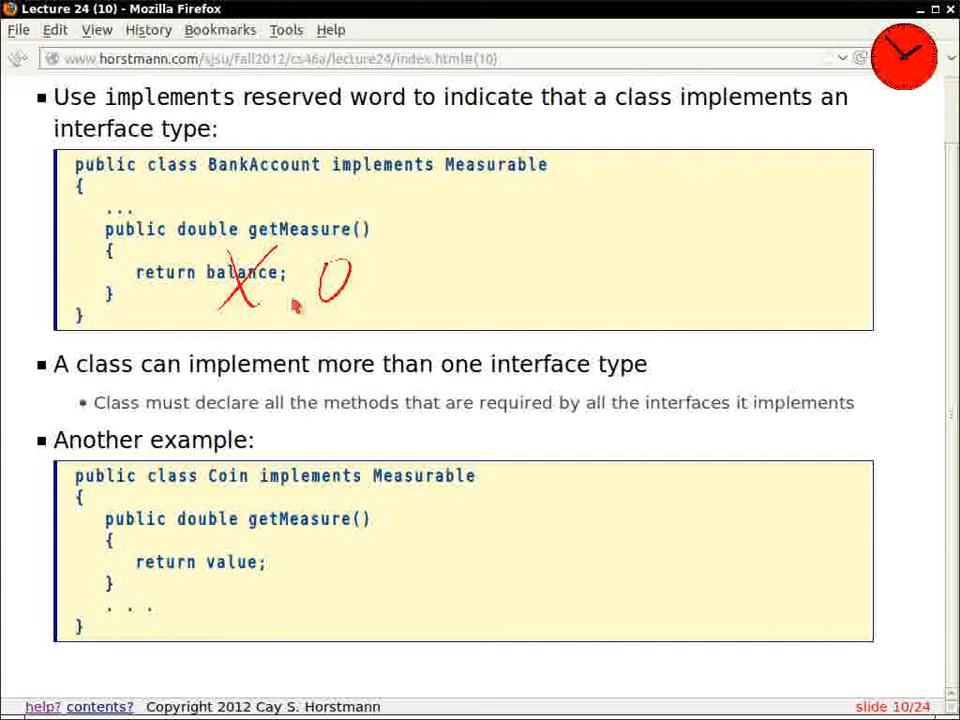 Lecture 24 (10) - Mozilla Firefox
File Edit View History Bookmarks Tools Help
www.horstmann.com/sjsu/fall2012/cs46a/lecture24/index.html#(10)
Use implements reserved word to indicate that a class implements an
interface type:
public class BankAccount implements Measurable
{
...
public double getMeasure()
{
return balance;
X . 0
}
}
A class can implement more than one interface type
Class must declare all the methods that are required by all the interfaces it implements
Another example:
public class Coin implements Measurable
{
public double getMeasure()
{
return value;
}
. . .
}
help? contents? Copyright 2012 Cay S. Horstmann slide 10/24